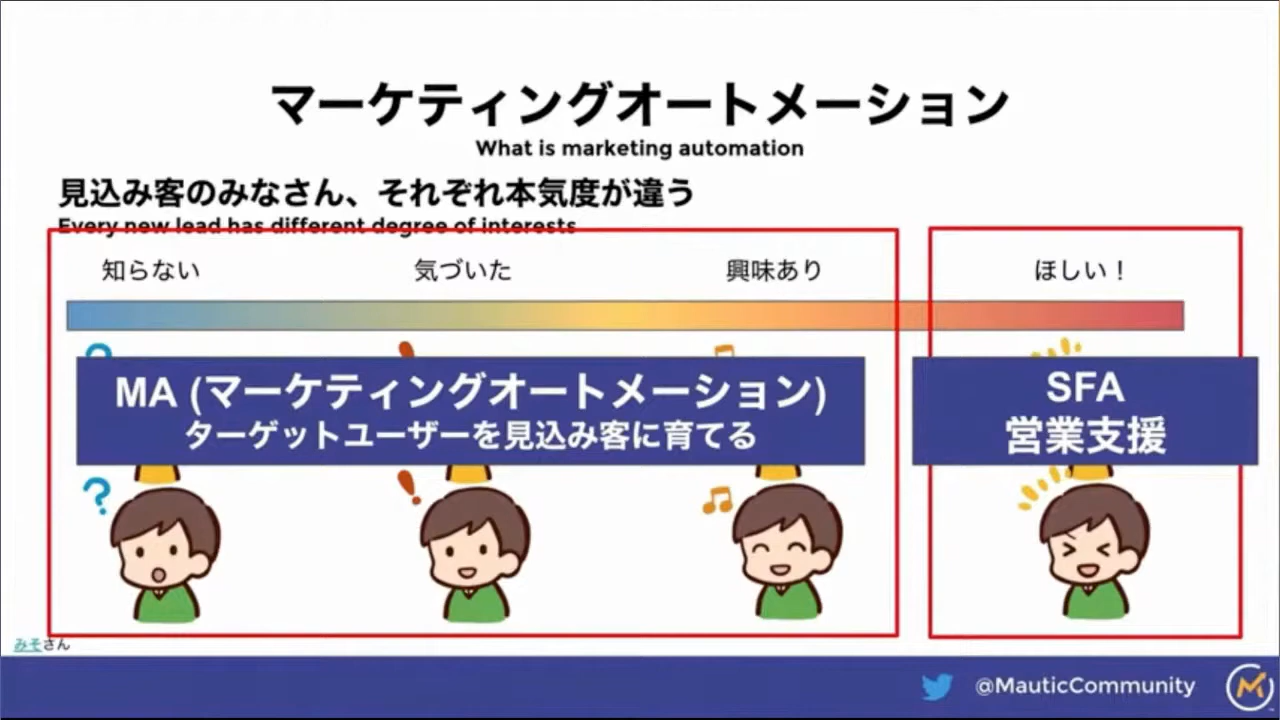 マーケティングオートメーション
What is marketing automation
見込み客のみなさん、それぞれ本気度が違う
Every new lead has different degree of interests
知らない 気づいた 興味あり ほしい！
MA (マーケティングオートメーション)
ターゲットユーザーを見込み客に育てる
SFA
営業支援
みそさん
@MauticCommunity